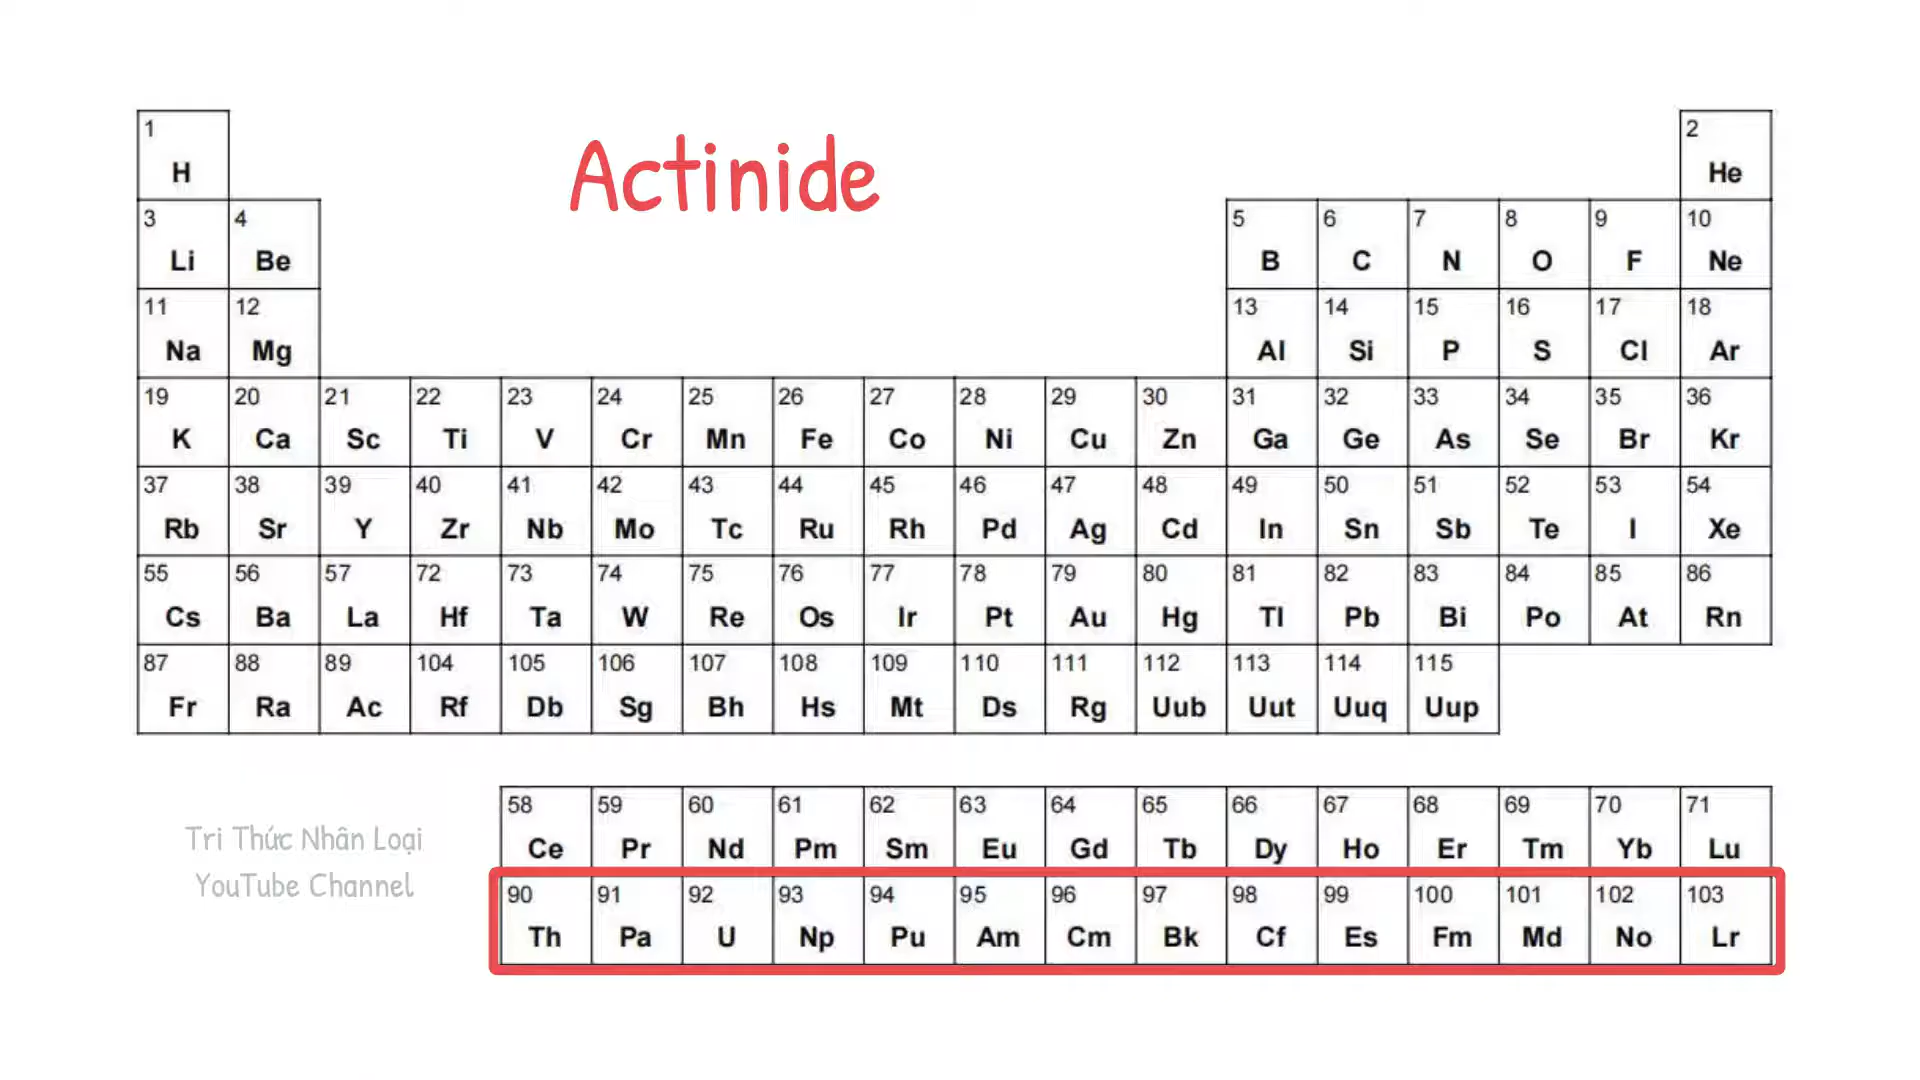 Actinide
1 2
H He
3 4 5 6 7 8 9 10
Li Be B C N O F Ne
11 12 13 14 15 16 17 18
Na Mg Al Si P S Cl Ar
19 20 21 22 23 24 25 26 27 28 29 30 31 32 33 34 35 36
K Ca Sc Ti V Cr Mn Fe Co Ni Cu Zn Ga Ge As Se Br Kr
37 38 39 40 41 42 43 44 45 46 47 48 49 50 51 52 53 54
Rb Sr Y Zr Nb Mo Tc Ru Rh Pd Ag Cd In Sn Sb Te I Xe
55 56 57 72 73 74 75 76 77 78 79 80 81 82 83 84 85 86
Cs Ba La Hf Ta W Re Os Ir Pt Au Hg Tl Pb Bi Po At Rn
87 88 89 104 105 106 107 108 109 110 111 112 113 114 115
Fr Ra Ac Rf Db Sg Bh Hs Mt Ds Rg Uub Uut Uuq Uup
58 59 60 61 62 63 64 65 66 67 68 69 70 71
Ce Pr Nd Pm Sm Eu Gd Tb Dy Ho Er Tm Yb Lu
90 91 92 93 94 95 96 97 98 99 100 101 102 103
Th Pa U Np Pu Am Cm Bk Cf Es Fm Md No Lr
Tri Thức Nhân Loại
YouTube Channel